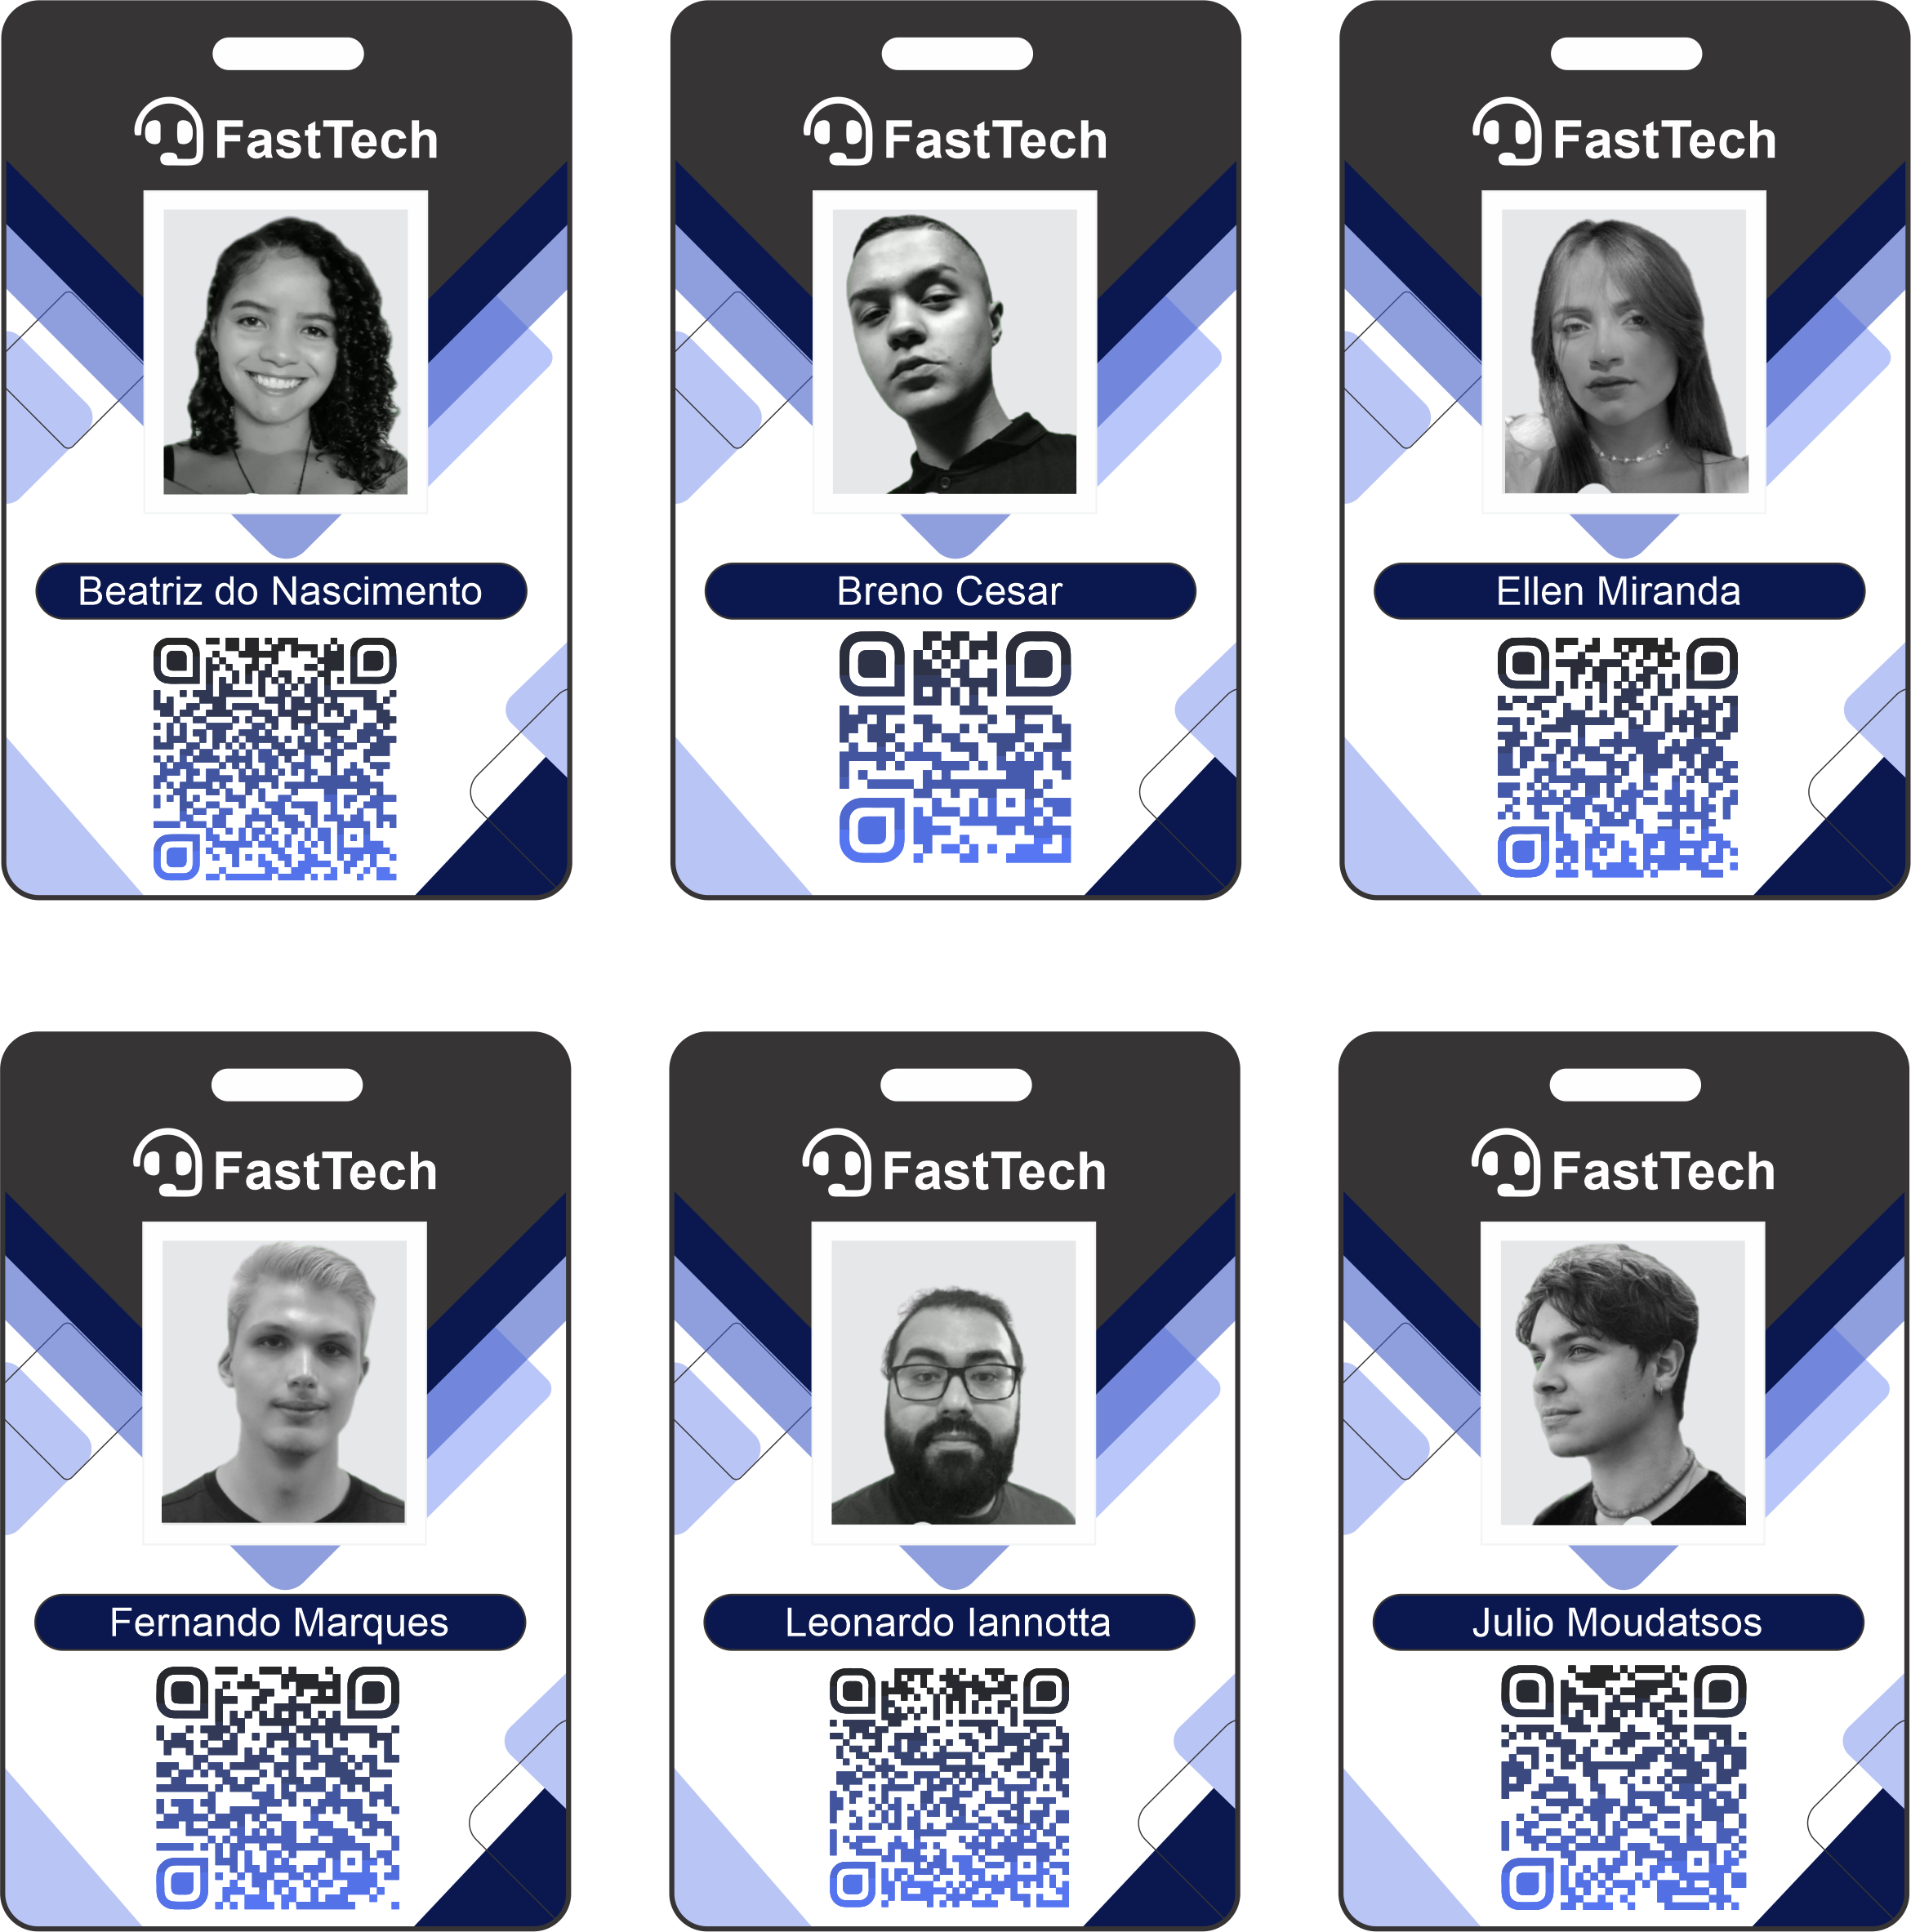 FastTech
FastTech
FastTech
Beatriz do Nascimento
Breno Cesar
Ellen Miranda
FastTech
FastTech
FastTech
Fernando Marques
Leonardo Iannotta
Julio Moudatsos